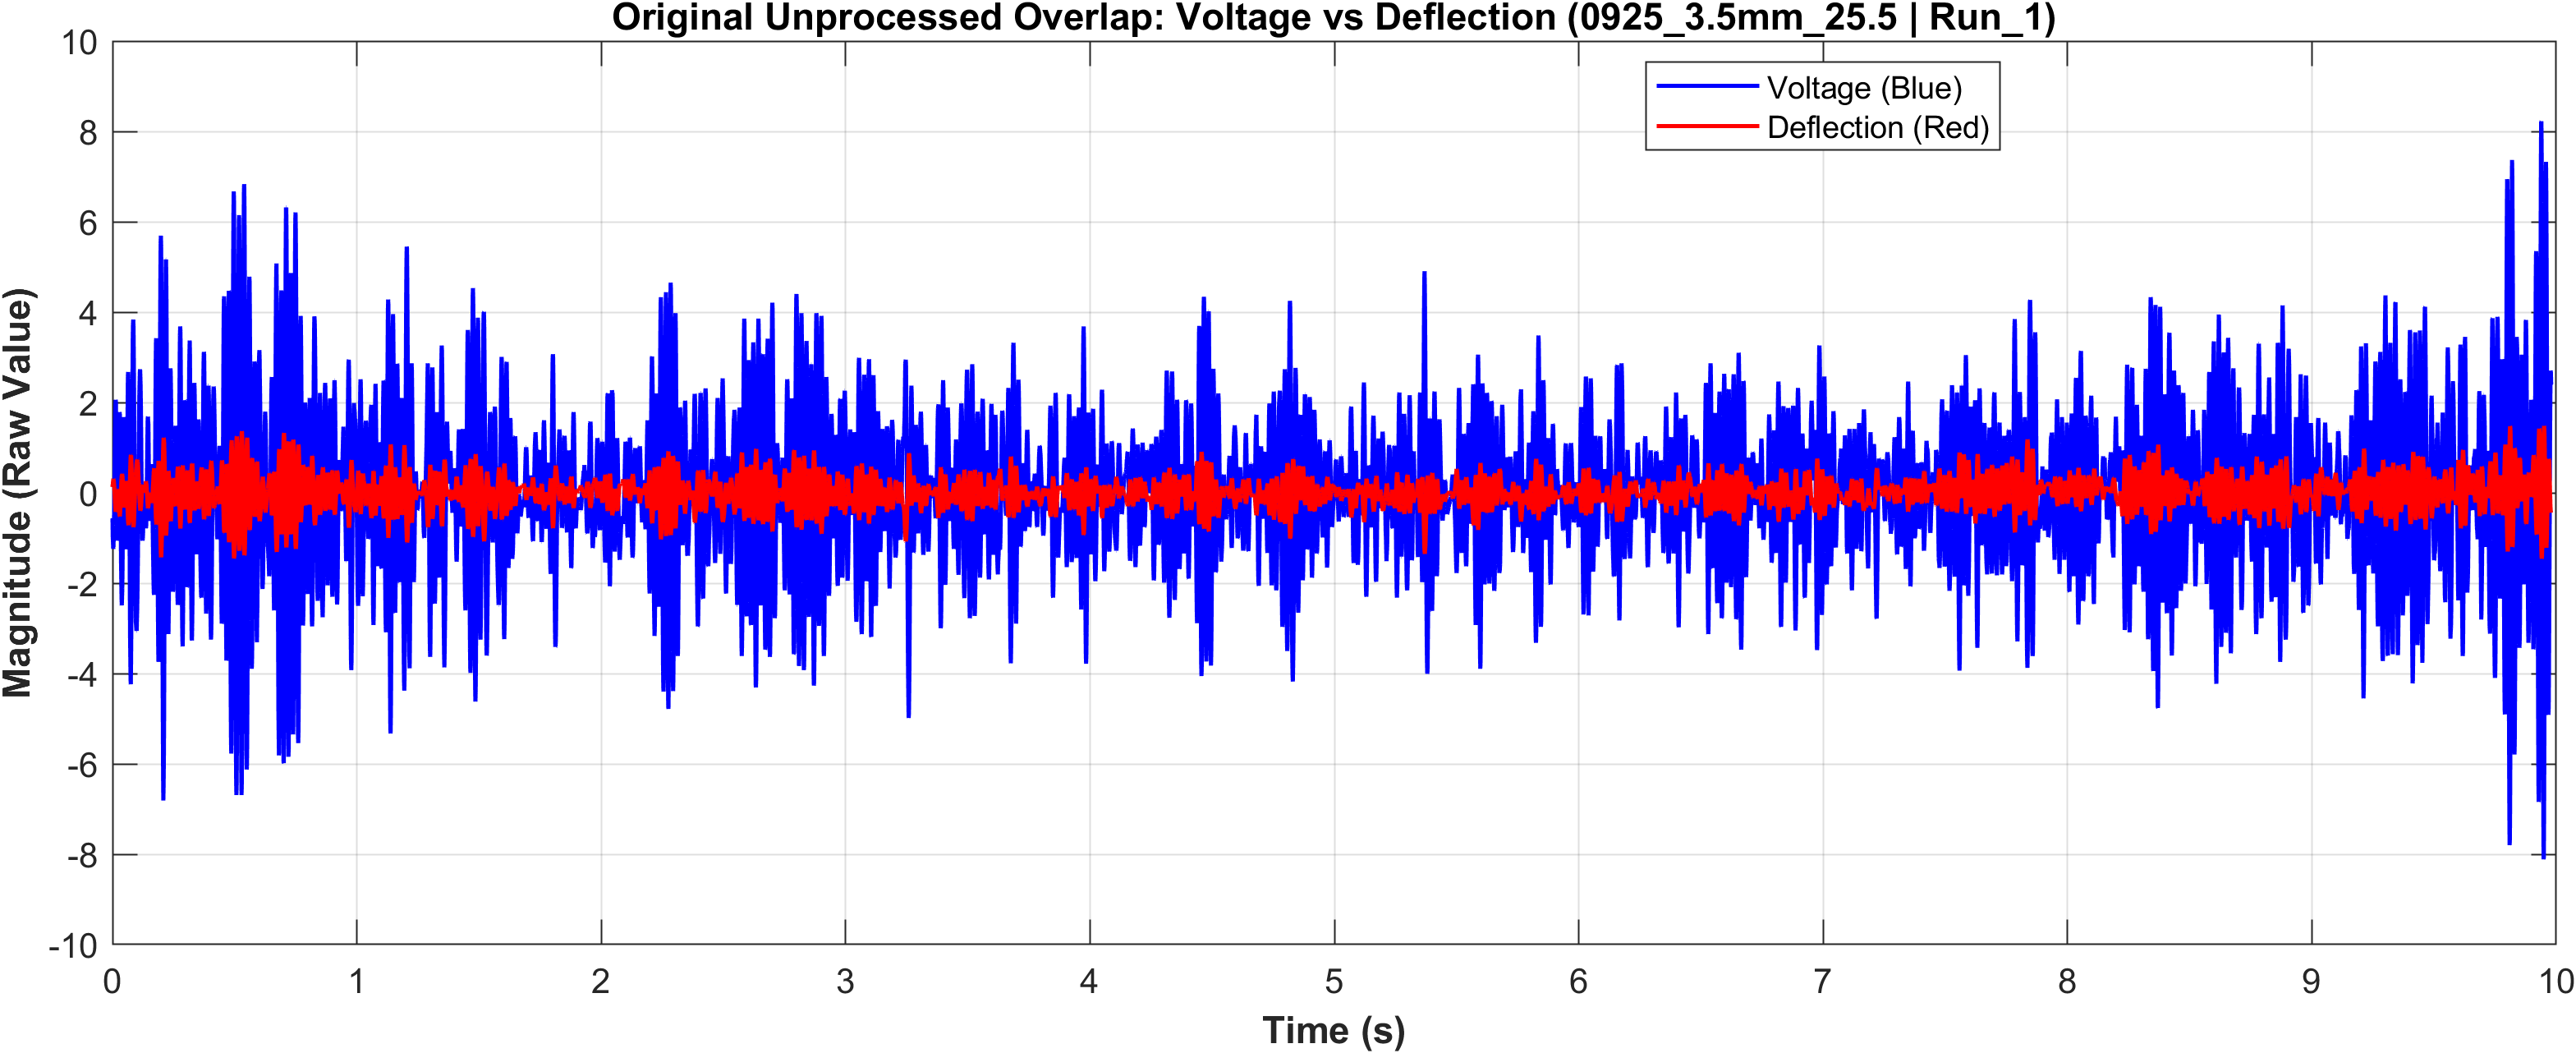 Original Unprocessed Overlap: Voltage vs Deflection (0925_3.5mm_25.5 | Run_1)
Voltage (Blue)
Deflection (Red)
Magnitude (Raw Value)
10
8
6
4
2
0
-2
-4
-6
-8
-10
0 1 2 3 4 5 6 7 8 9 10
Time (s)